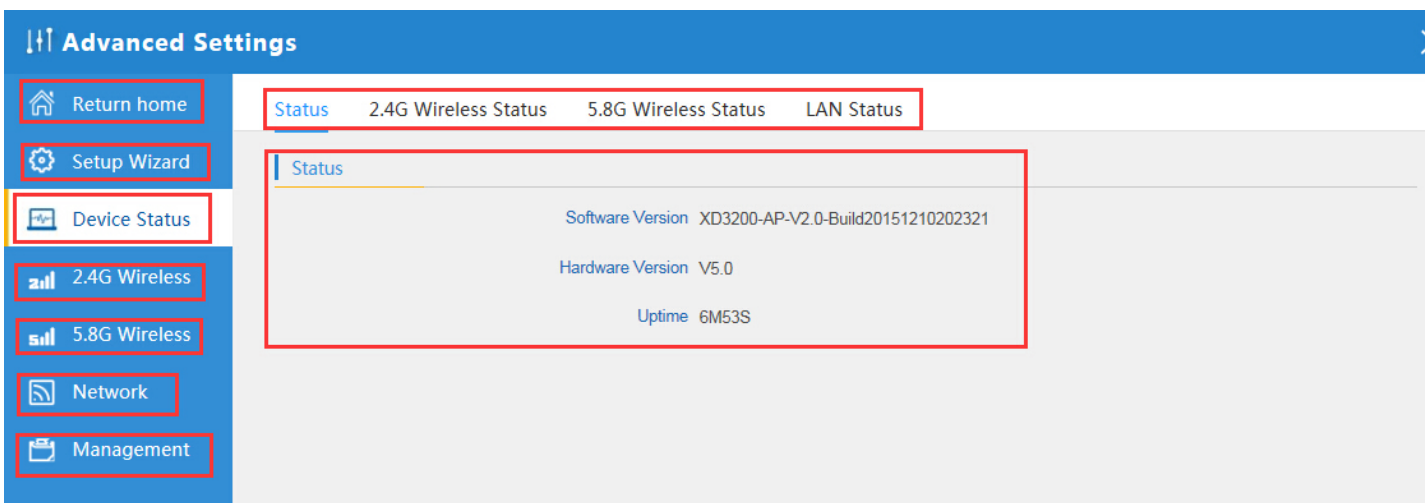 Advanced Settings
Return home
Setup Wizard
Device Status
2.4G Wireless
5.8G Wireless
Network
Management
Status 2.4G Wireless Status 5.8G Wireless Status LAN Status
Status
Software Version XD3200-AP-V2.0-Build20151210202321
Hardware Version V5.0
Uptime 6M53S